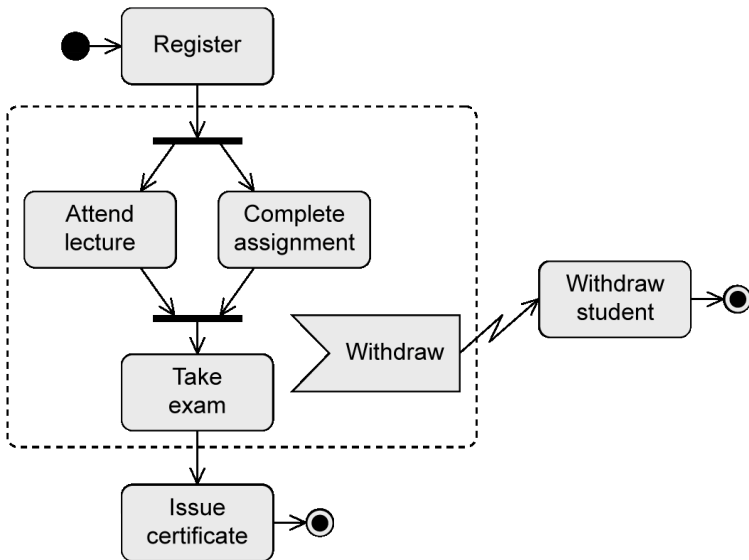 Register
Attend
lecture
Complete
assignment
Withdraw
student
Withdraw
Take
exam
Issue
certificate